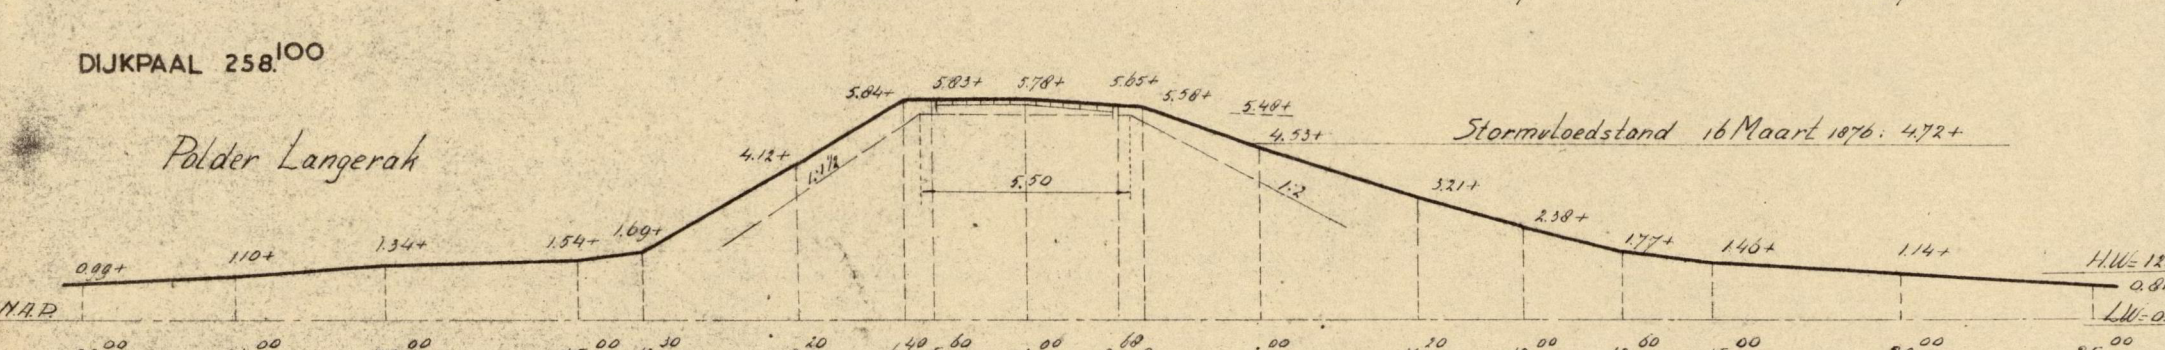 DIJKPAAL 258.100
Polder Langerak
5.84+ 5.83+ 5.78+ 5.65+ 5.58+ 5.48+
4.53+ Stormvloedstand 16 Maart 1876: 4.72+
4.12+ 1:1½ 5.50 1:2 3.21+
0.99+ 1.10+ 1.34+ 1.54+ 1.69+ 2.38+ 1.77+ 1.46+ 1.14+ H.W=
N.A.P. L.W=